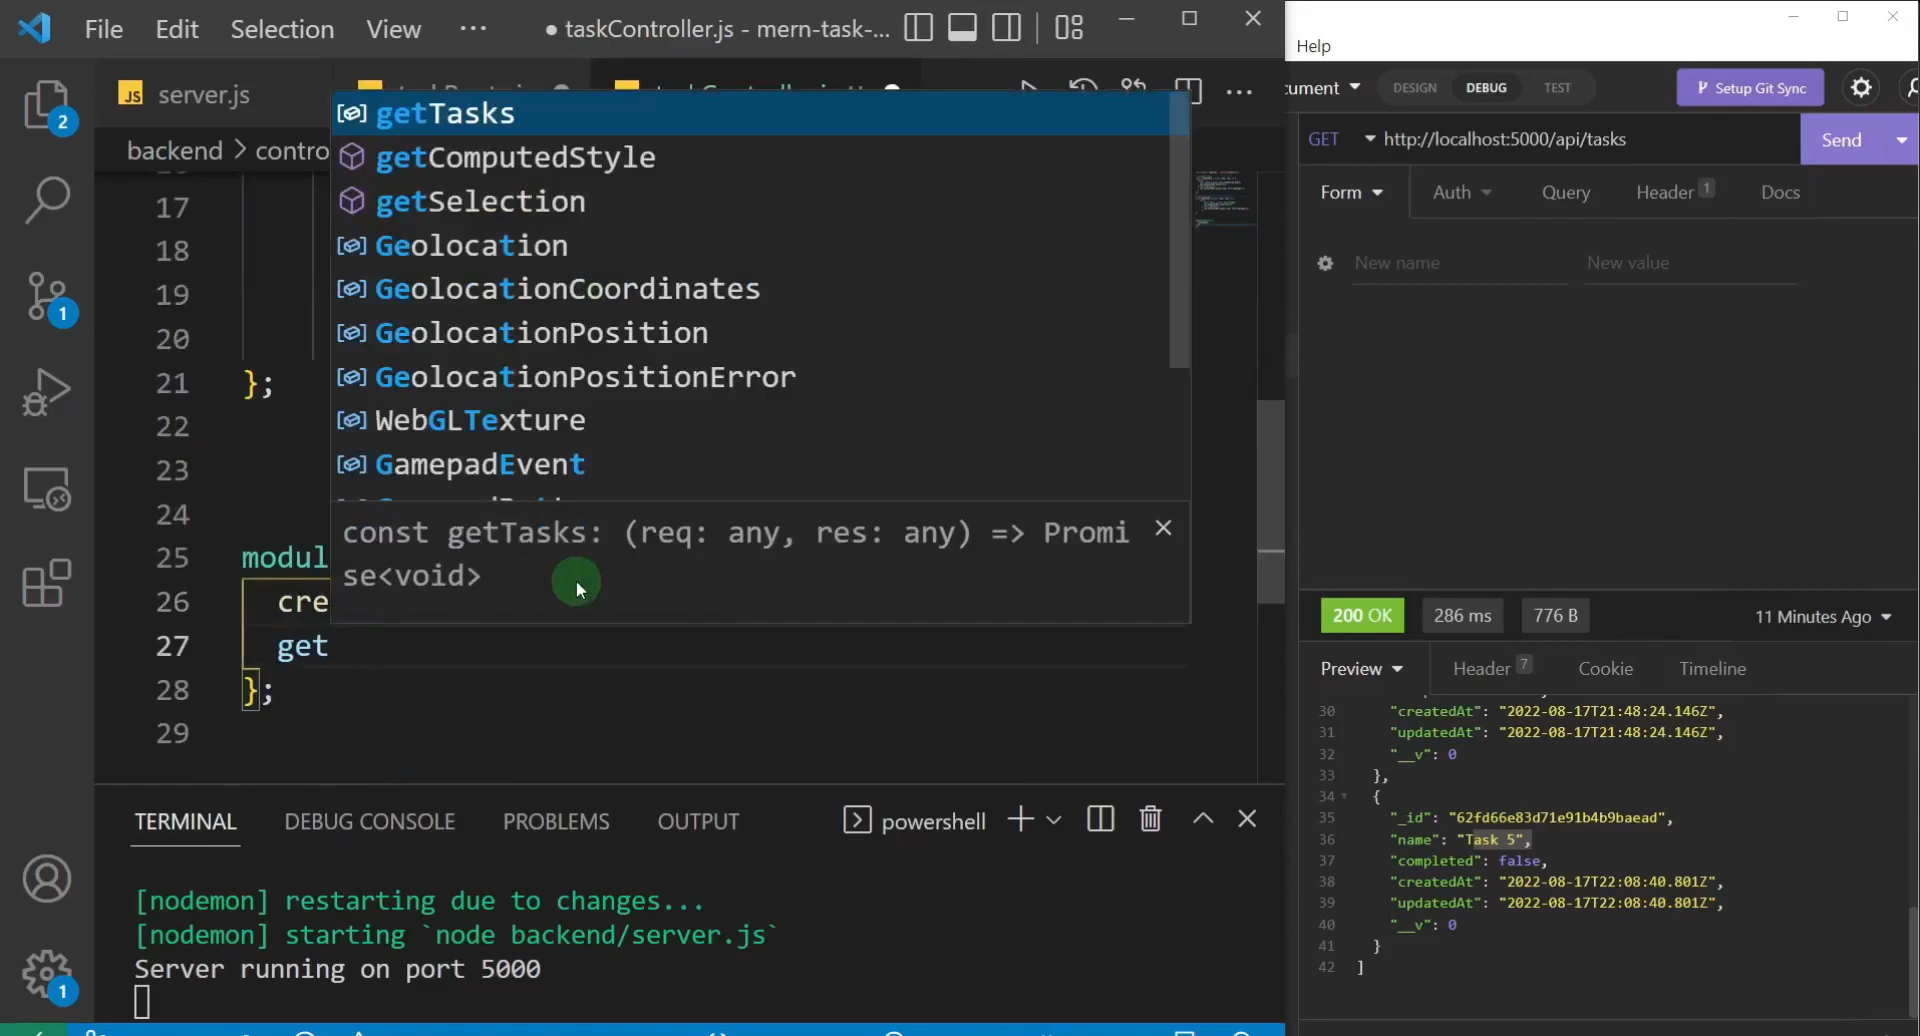 File Edit Selection View ···
● taskController.js - mern-task-...
JS server.js
backend > contro
2
1
1
17
18
19
20
21 };
22
23
24
25 modul
26 cre
27 get
28 };
29
getTasks
getComputedStyle
getSelection
Geolocation
GeolocationCoordinates
GeolocationPosition
GeolocationPositionError
WebGLTexture
GamepadEvent
const getTasks: (req: any, res: any) => Promi
se<void>
TERMINAL DEBUG CONSOLE PROBLEMS OUTPUT
powershell
[nodemon] restarting due to changes...
[nodemon] starting `node backend/server.js`
Server running on port 5000
Help
cument DESIGN DEBUG TEST Setup Git Sync
GET http://localhost:5000/api/tasks Send
Form Auth Query Header 1 Docs
New name New value
200 OK 286 ms 776 B 11 Minutes Ago
Preview Header 7 Cookie Timeline
30 "createdAt": "2022-08-17T21:48:24.146Z",
31 "updatedAt": "2022-08-17T21:48:24.146Z",
32 "__v": 0
33 },
34 {
35 "_id": "62fd66e83d71e91b4b9baead",
36 "name": "Task 5",
37 "completed": false,
38 "createdAt": "2022-08-17T22:08:40.801Z",
39 "updatedAt": "2022-08-17T22:08:40.801Z",
40 "__v": 0
41 }
42 ]